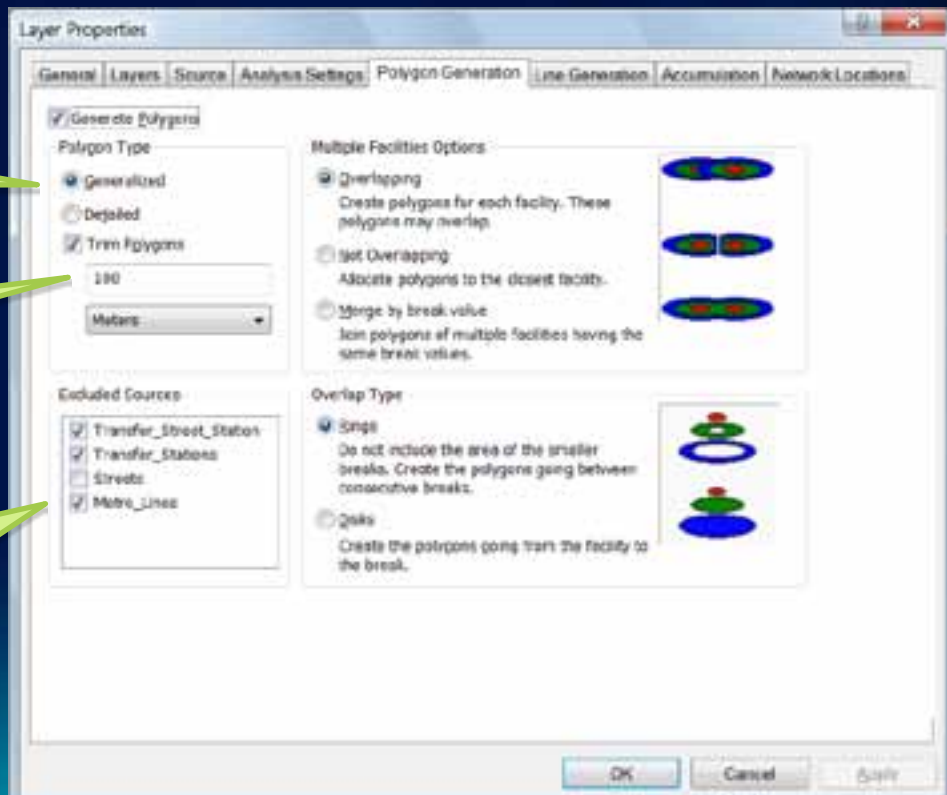 Layer Properties
General Layers Source Analysis Settings Polygon Generation Line Generation Accumulation Network Locations
Generate Polygons
Polygon Type
Generalized
Detailed
Trim Polygons
100
Meters
Multiple Facilities Options
Overlapping
Create polygons for each facility. These
polygons may overlap.
Not Overlapping
Allocate polygons to the closest facility.
Merge by break value
Join polygons of multiple facilities having the
same break values.
Excluded Sources
Transfer_Street_Station
Transfer_Stations
Streets
Metro_Lines
Overlap Type
Rings
Do not include the area of the smaller
breaks. Create the polygons going between
consecutive breaks.
Disks
Create the polygons going from the facility to
the break.
OK Cancel Apply